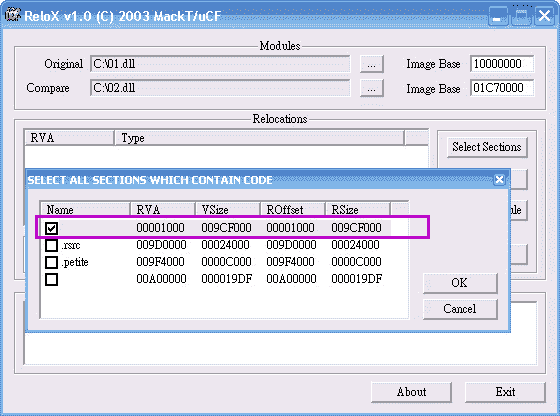 ReloX v1.0 (C) 2003 MackT/uCF
Modules
Original C:\01.dll ... Image Base 10000000
Compare C:\02.dll ... Image Base 01C70000
Relocations
RVA Type
Select Sections
SELECT ALL SECTIONS WHICH CONTAIN CODE
Name RVA VSize ROffset RSize
00001000 009CF000 00001000 009CF000
.rsrc 009D0000 00024000 009D0000 00024000
.petite 009F4000 0000C000 009F4000 0000C000
00A00000 000019DF 00A00000 000019DF
OK
Cancel
About Exit